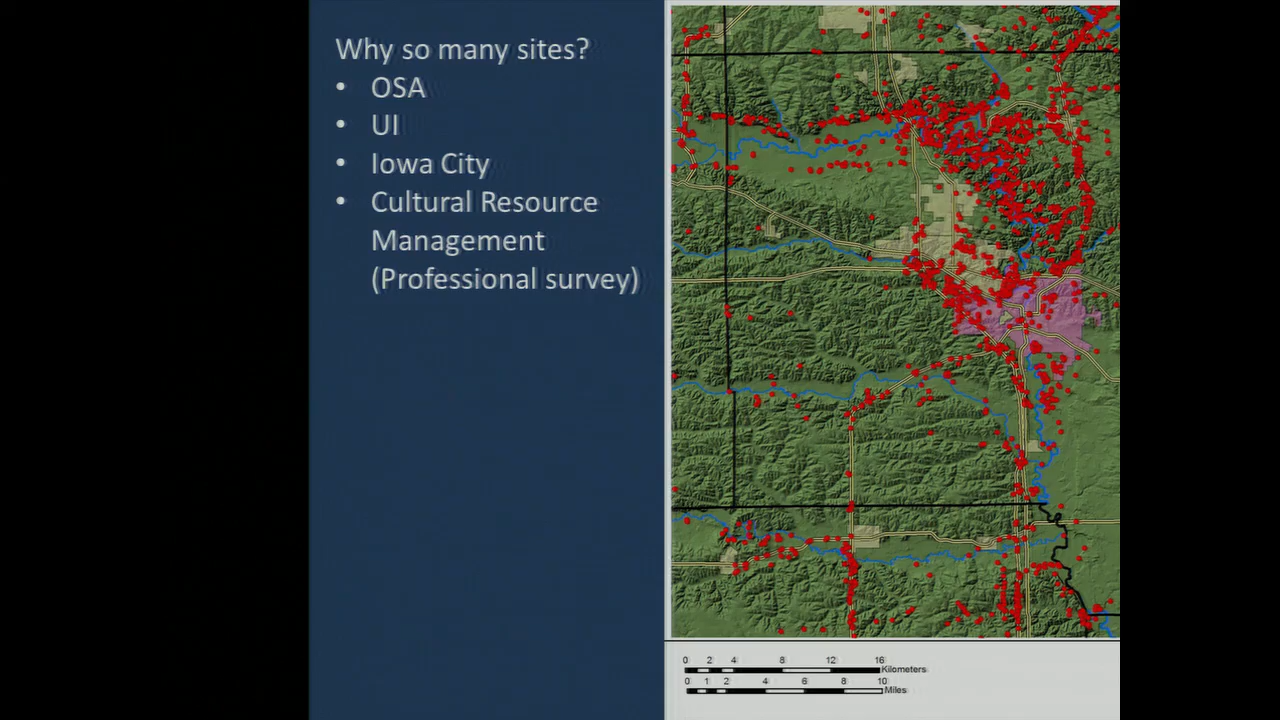 Why so many sites?
• OSA
• UI
• Iowa City
• Cultural Resource
Management
(Professional survey)
0 2 4 8 12 16
Kilometers
0 1 2 4 6 8 10
Miles